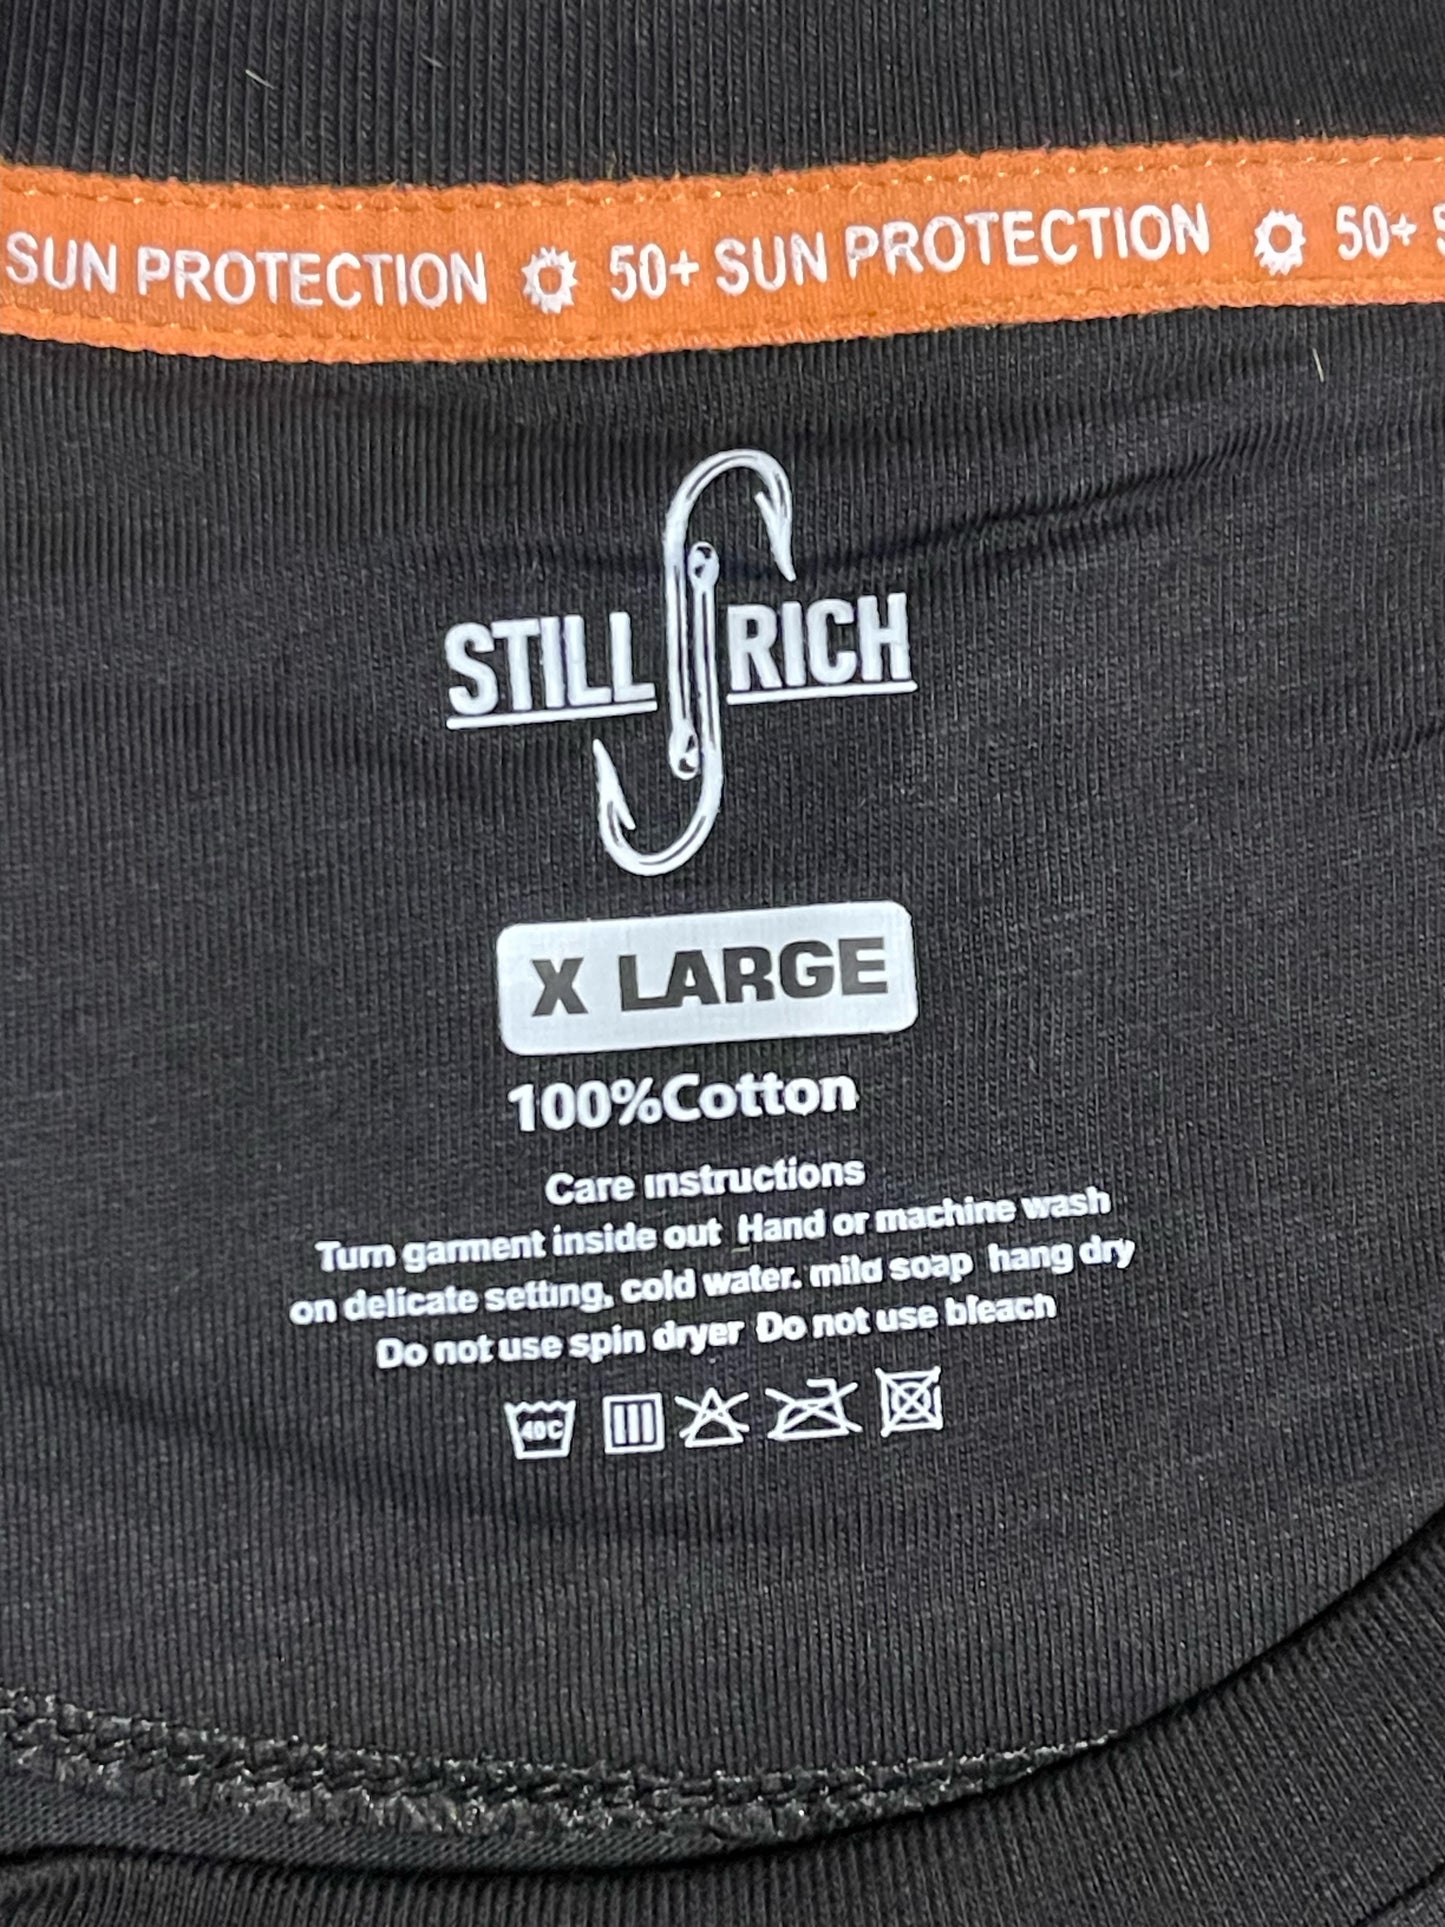 SUN PROTECTION 50+ SUN PROTECTION 50+ S
STILL RICH
X LARGE
100%Cotton
Care instructions
Turn garment inside out Hand or machine wash
on delicate setting, cold water. mild soap hang dry
Do not use spin dryer Do not use bleach
40C